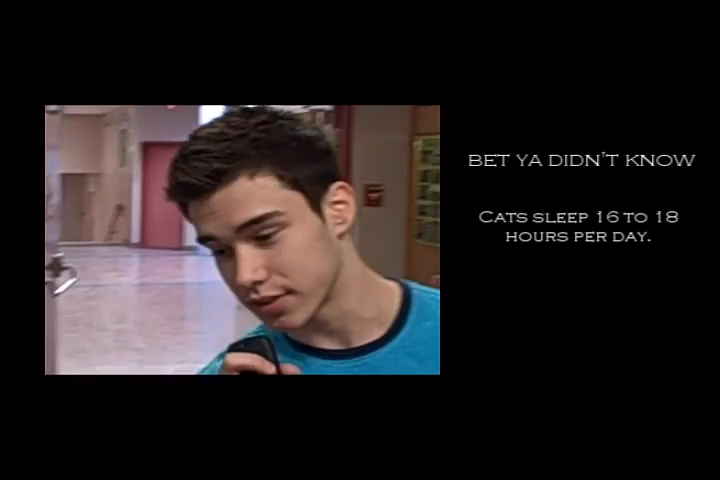 BET YA DIDN'T KNOW
CATS SLEEP 16 TO 18
HOURS PER DAY.